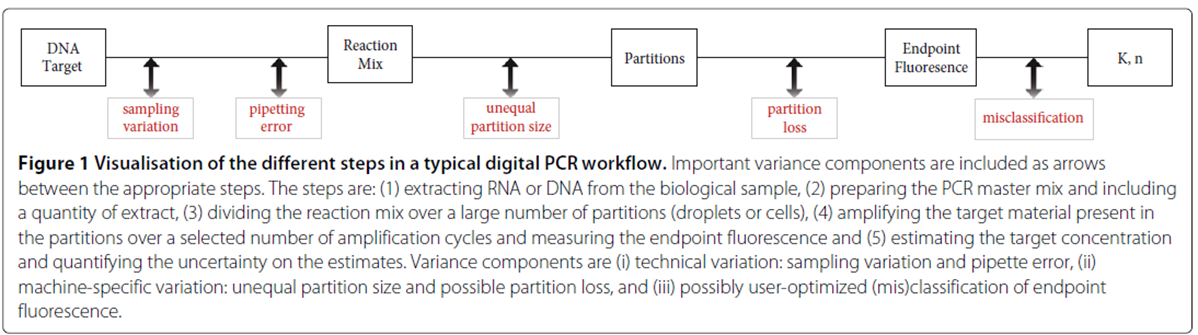 DNA
Target
Reaction
Mix
Partitions
Endpoint
Fluoresence
K, n
sampling
variation
pipetting
error
unequal
partition size
partition
loss
misclassification
Figure 1 Visualisation of the different steps in a typical digital PCR workflow. Important variance components are included as arrows
between the appropriate steps. The steps are: (1) extracting RNA or DNA from the biological sample, (2) preparing the PCR master mix and including
a quantity of extract, (3) dividing the reaction mix over a large number of partitions (droplets or cells), (4) amplifying the target material present in
the partitions over a selected number of amplification cycles and measuring the endpoint fluorescence and (5) estimating the target concentration
and quantifying the uncertainty on the estimates. Variance components are (i) technical variation: sampling variation and pipette error, (ii)
machine-specific variation: unequal partition size and possible partition loss, and (iii) possibly user-optimized (mis)classification of endpoint
fluorescence.